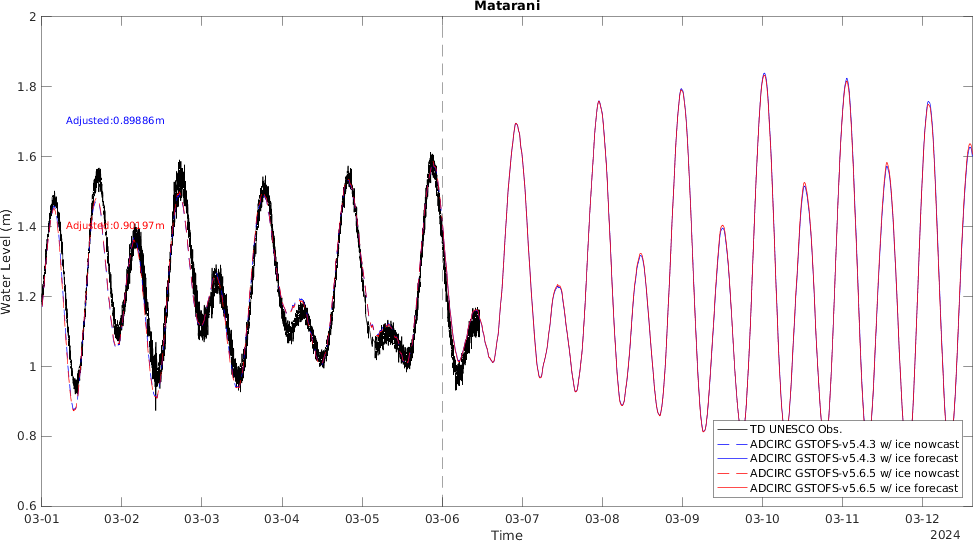 Matarani
2
1.8
1.6
1.4
1.2
1
0.8
0.6
Water Level (m)
Adjusted:0.89886m
Adjusted:0.90197m
TD UNESCO Obs.
ADCIRC GSTOFS-v5.4.3 w/ ice nowcast
ADCIRC GSTOFS-v5.4.3 w/ ice forecast
ADCIRC GSTOFS-v5.6.5 w/ ice nowcast
ADCIRC GSTOFS-v5.6.5 w/ ice forecast
03-01 03-02 03-03 03-04 03-05 03-06 03-07 03-08 03-09 03-10 03-11 03-12
Time
2024